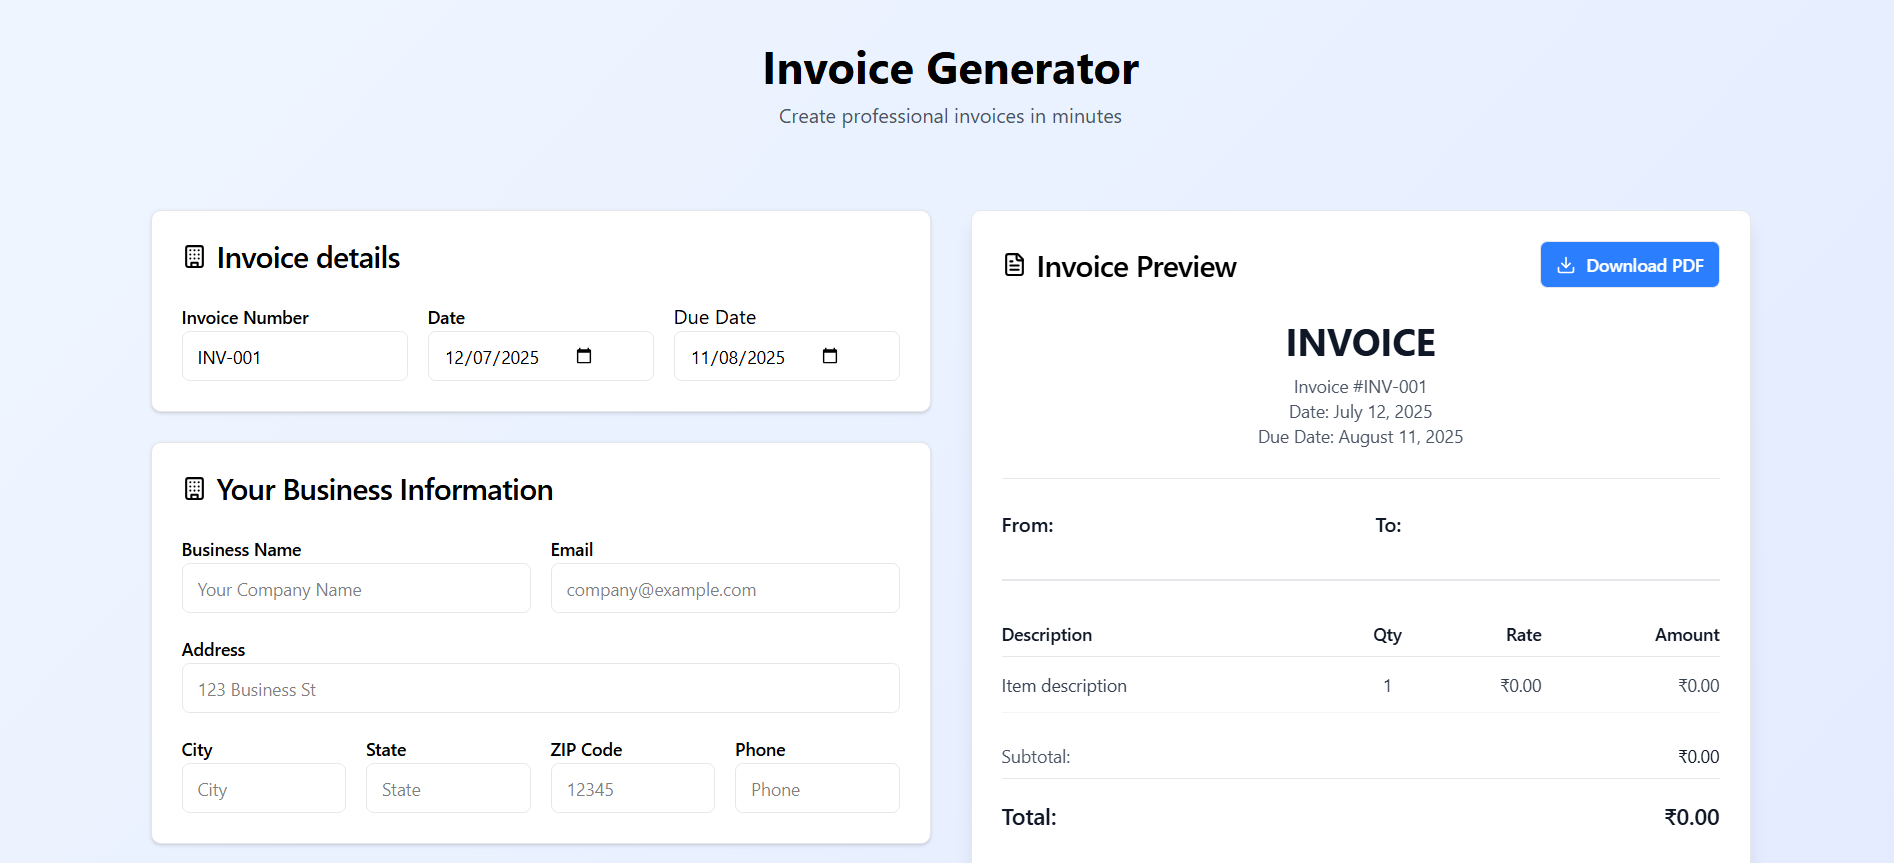 Invoice Generator
Create professional invoices in minutes
Invoice details
Invoice Number Date Due Date
INV-001 12/07/2025 11/08/2025
Your Business Information
Business Name Email
Your Company Name company@example.com
Address
123 Business St
City State ZIP Code Phone
City State 12345 Phone
Invoice Preview Download PDF
INVOICE
Invoice #INV-001
Date: July 12, 2025
Due Date: August 11, 2025
From: To:
Description Qty Rate Amount
Item description 1 ₹0.00 ₹0.00
Subtotal: ₹0.00
Total: ₹0.00